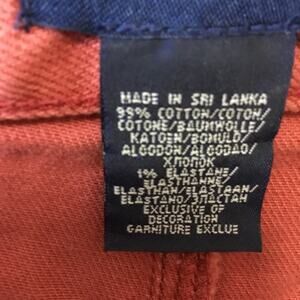 MADE IN SRI LANKA
99% COTTON/COTON/
COTONE/BAUMWOLLE/
KATOEN/BOMULD/
ALGODON/ALGODAO/
ХЛОПОК
1% ELASTANE/
ELASTHANNE/
ELASTHAN/ELASTAAN/
ELASTANO/ЭЛАСТАН
EXCLUSIVE OF
DECORATION
GARNITURE EXCLUE